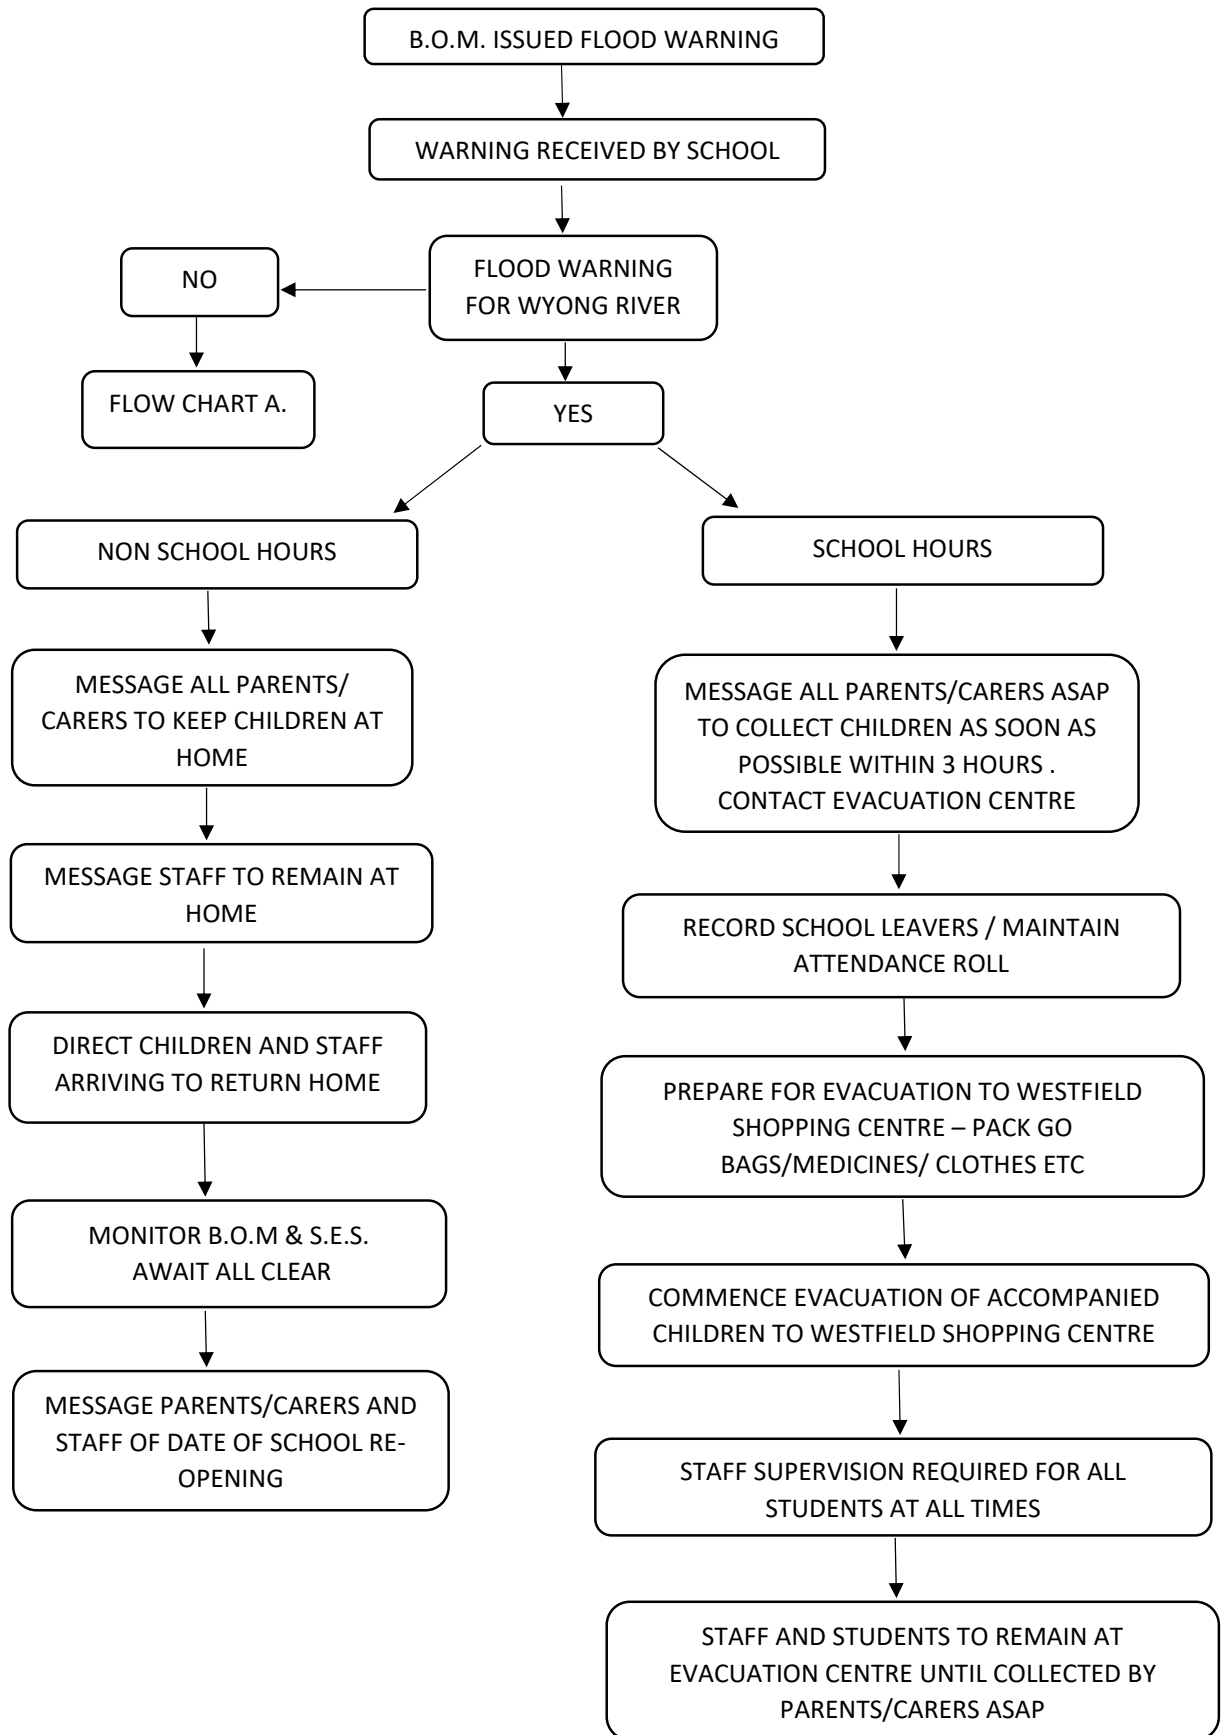 B.O.M. ISSUED FLOOD WARNING
WARNING RECEIVED BY SCHOOL
FLOOD WARNING
FOR WYONG RIVER
NO
FLOW CHART A.
YES
NON SCHOOL HOURS
MESSAGE ALL PARENTS/
CARERS TO KEEP CHILDREN AT
HOME
MESSAGE STAFF TO REMAIN AT
HOME
DIRECT CHILDREN AND STAFF
ARRIVING TO RETURN HOME
MONITOR B.O.M & S.E.S.
AWAIT ALL CLEAR
MESSAGE PARENTS/CARERS AND
STAFF OF DATE OF SCHOOL RE-
OPENING
SCHOOL HOURS
MESSAGE ALL PARENTS/CARERS ASAP
TO COLLECT CHILDREN AS SOON AS
POSSIBLE WITHIN 3 HOURS .
CONTACT EVACUATION CENTRE
RECORD SCHOOL LEAVERS / MAINTAIN
ATTENDANCE ROLL
PREPARE FOR EVACUATION TO WESTFIELD
SHOPPING CENTRE – PACK GO
BAGS/MEDICINES/ CLOTHES ETC
COMMENCE EVACUATION OF ACCOMPANIED
CHILDREN TO WESTFIELD SHOPPING CENTRE
STAFF SUPERVISION REQUIRED FOR ALL
STUDENTS AT ALL TIMES
STAFF AND STUDENTS TO REMAIN AT
EVACUATION CENTRE UNTIL COLLECTED BY
PARENTS/CARERS ASAP